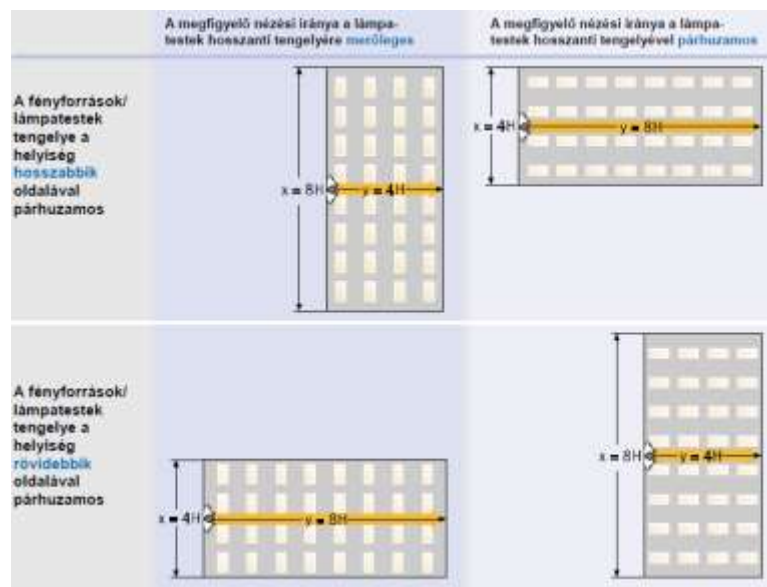 A megfigyelő nézési iránya a lámpa-
testek hosszanti tengelyére merőleges
A megfigyelő nézési iránya a lámpa-
testek hosszanti tengelyével párhuzamos
A fényforrások/
lámpatestek
tengelye a
helyiség
hosszabbik
oldalával
párhuzamos
x = 8H
y = 4H
x = 4H
y = 8H
A fényforrások/
lámpatestek
tengelye a
helyiség
rövidebbik
oldalával
párhuzamos
x = 4H
y = 8H
x = 8H
y = 4H